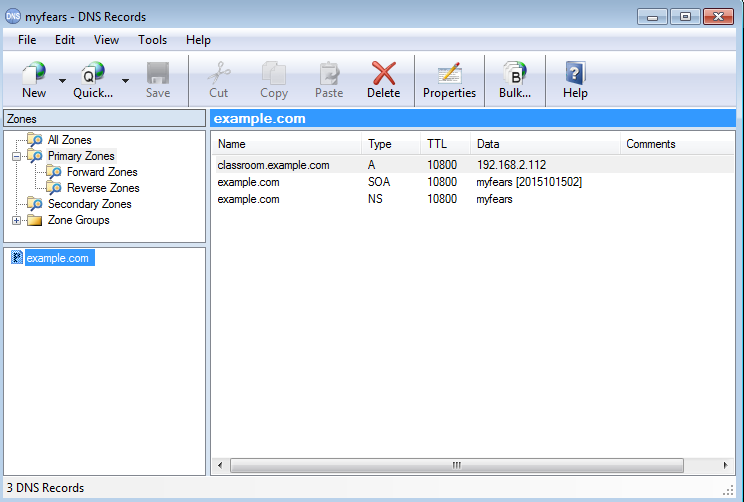 DNS myfears - DNS Records
File Edit View Tools Help
New Quick... Save Cut Copy Paste Delete Properties Bulk... Help
Zones
All Zones
Primary Zones
Forward Zones
Reverse Zones
Secondary Zones
Zone Groups
P example.com
example.com
Name Type TTL Data Comments
classroom.example.com A 10800 192.168.2.112
example.com SOA 10800 myfears [2015101502]
example.com NS 10800 myfears
3 DNS Records